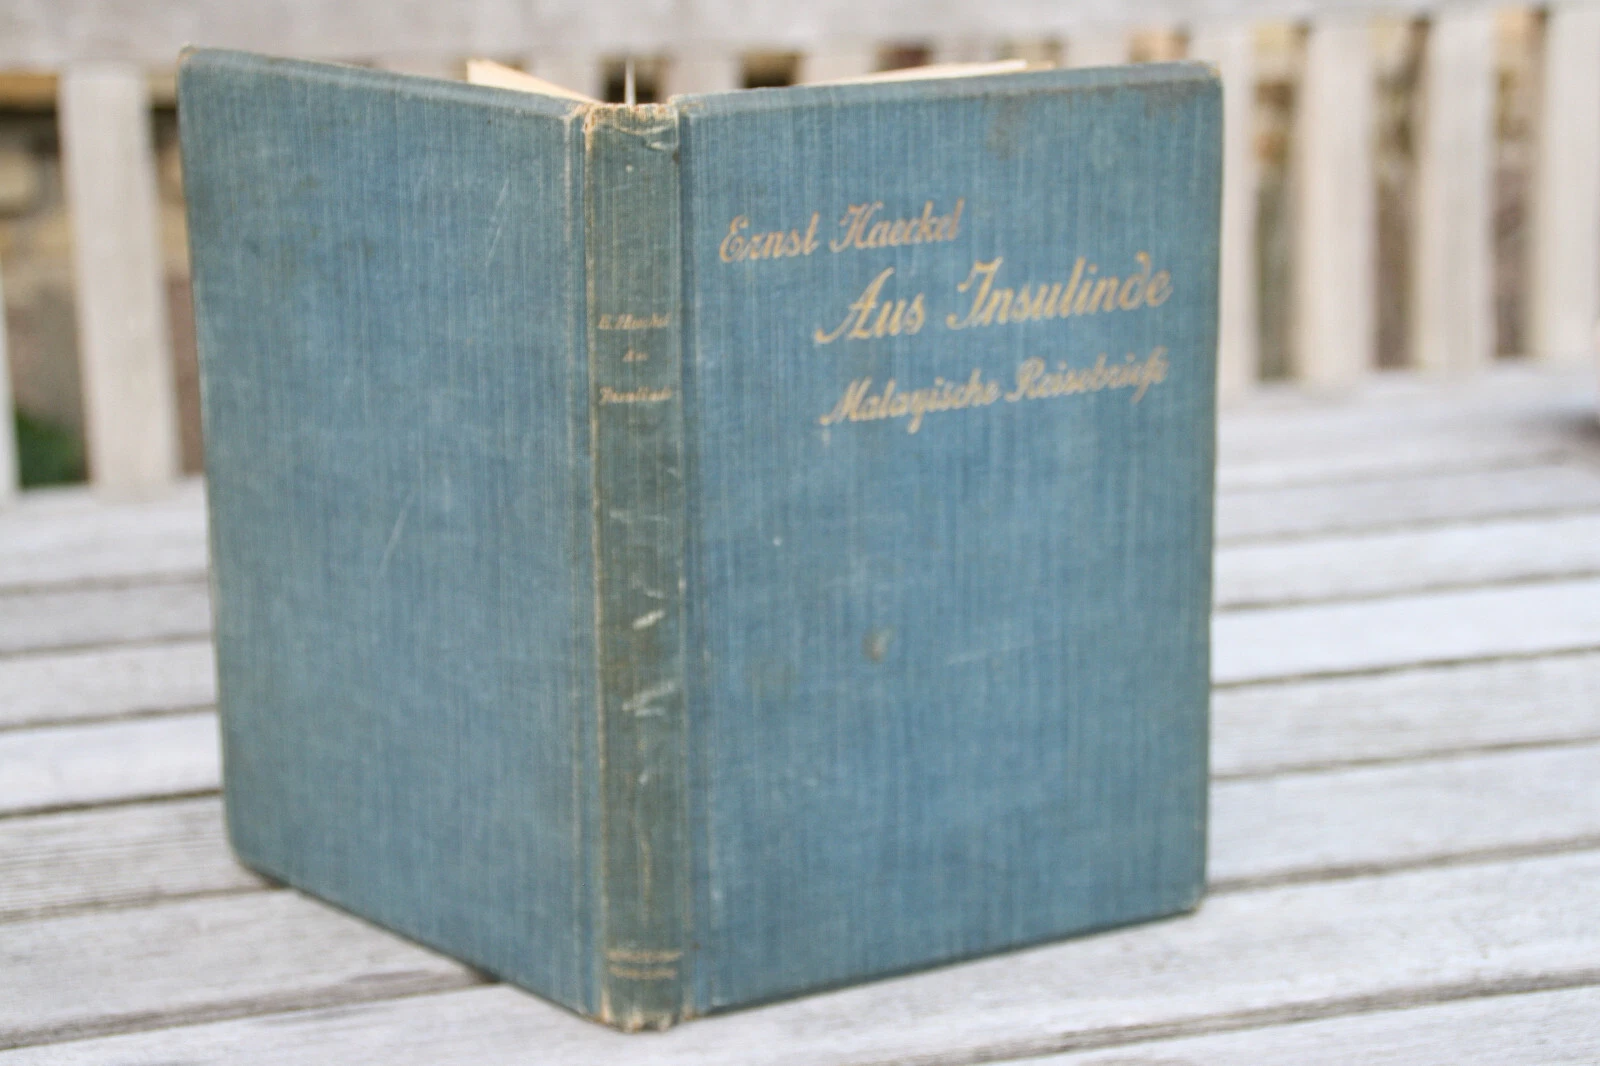 E. Haeckel
Aus
Insulinde
Ernst Haeckel
Aus Insulinde
Malayische Reisebriefe